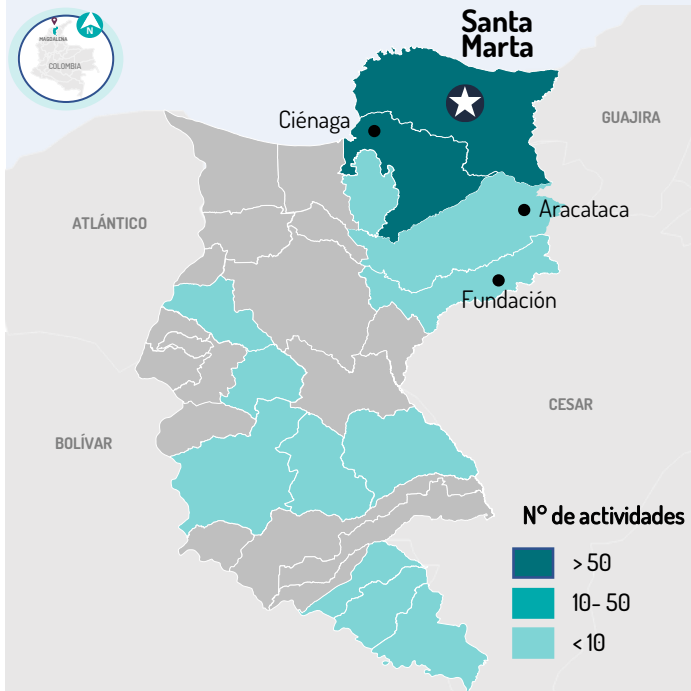 N
MAGDALENA
COLOMBIA
Santa
Marta
Ciénaga
GUAJIRA
ATLÁNTICO
Aracataca
Fundación
CESAR
BOLÍVAR
N° de actividades
> 50
10- 50
< 10